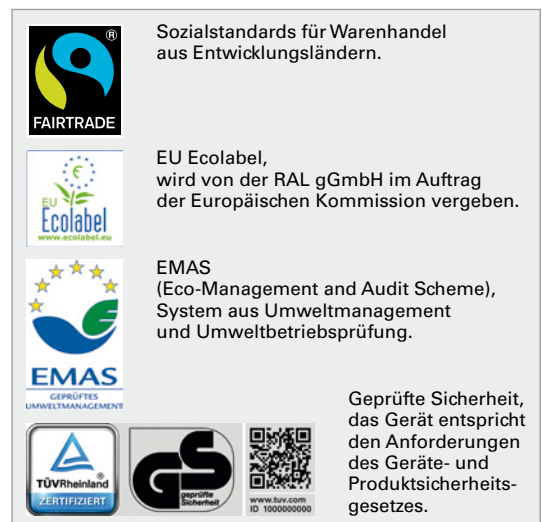 ®
FAIRTRADE
Sozialstandards für Warenhandel
aus Entwicklungsländern.
€
EU
Ecolabel
www.ecolabel.eu
EU Ecolabel,
wird von der RAL gGmbH im Auftrag
der Europäischen Kommission vergeben.
EMAS
GEPRÜFTES
UMWELTMANAGEMENT
EMAS
(Eco-Management and Audit Scheme),
System aus Umweltmanagement
und Umweltbetriebsprüfung.
TÜVRheinland
ZERTIFIZIERT
GS
geprüfte
Sicherheit
www.tuv.com
ID 1000000000
Geprüfte Sicherheit,
das Gerät entspricht
den Anforderungen
des Geräte- und
Produktsicherheits-
gesetzes.